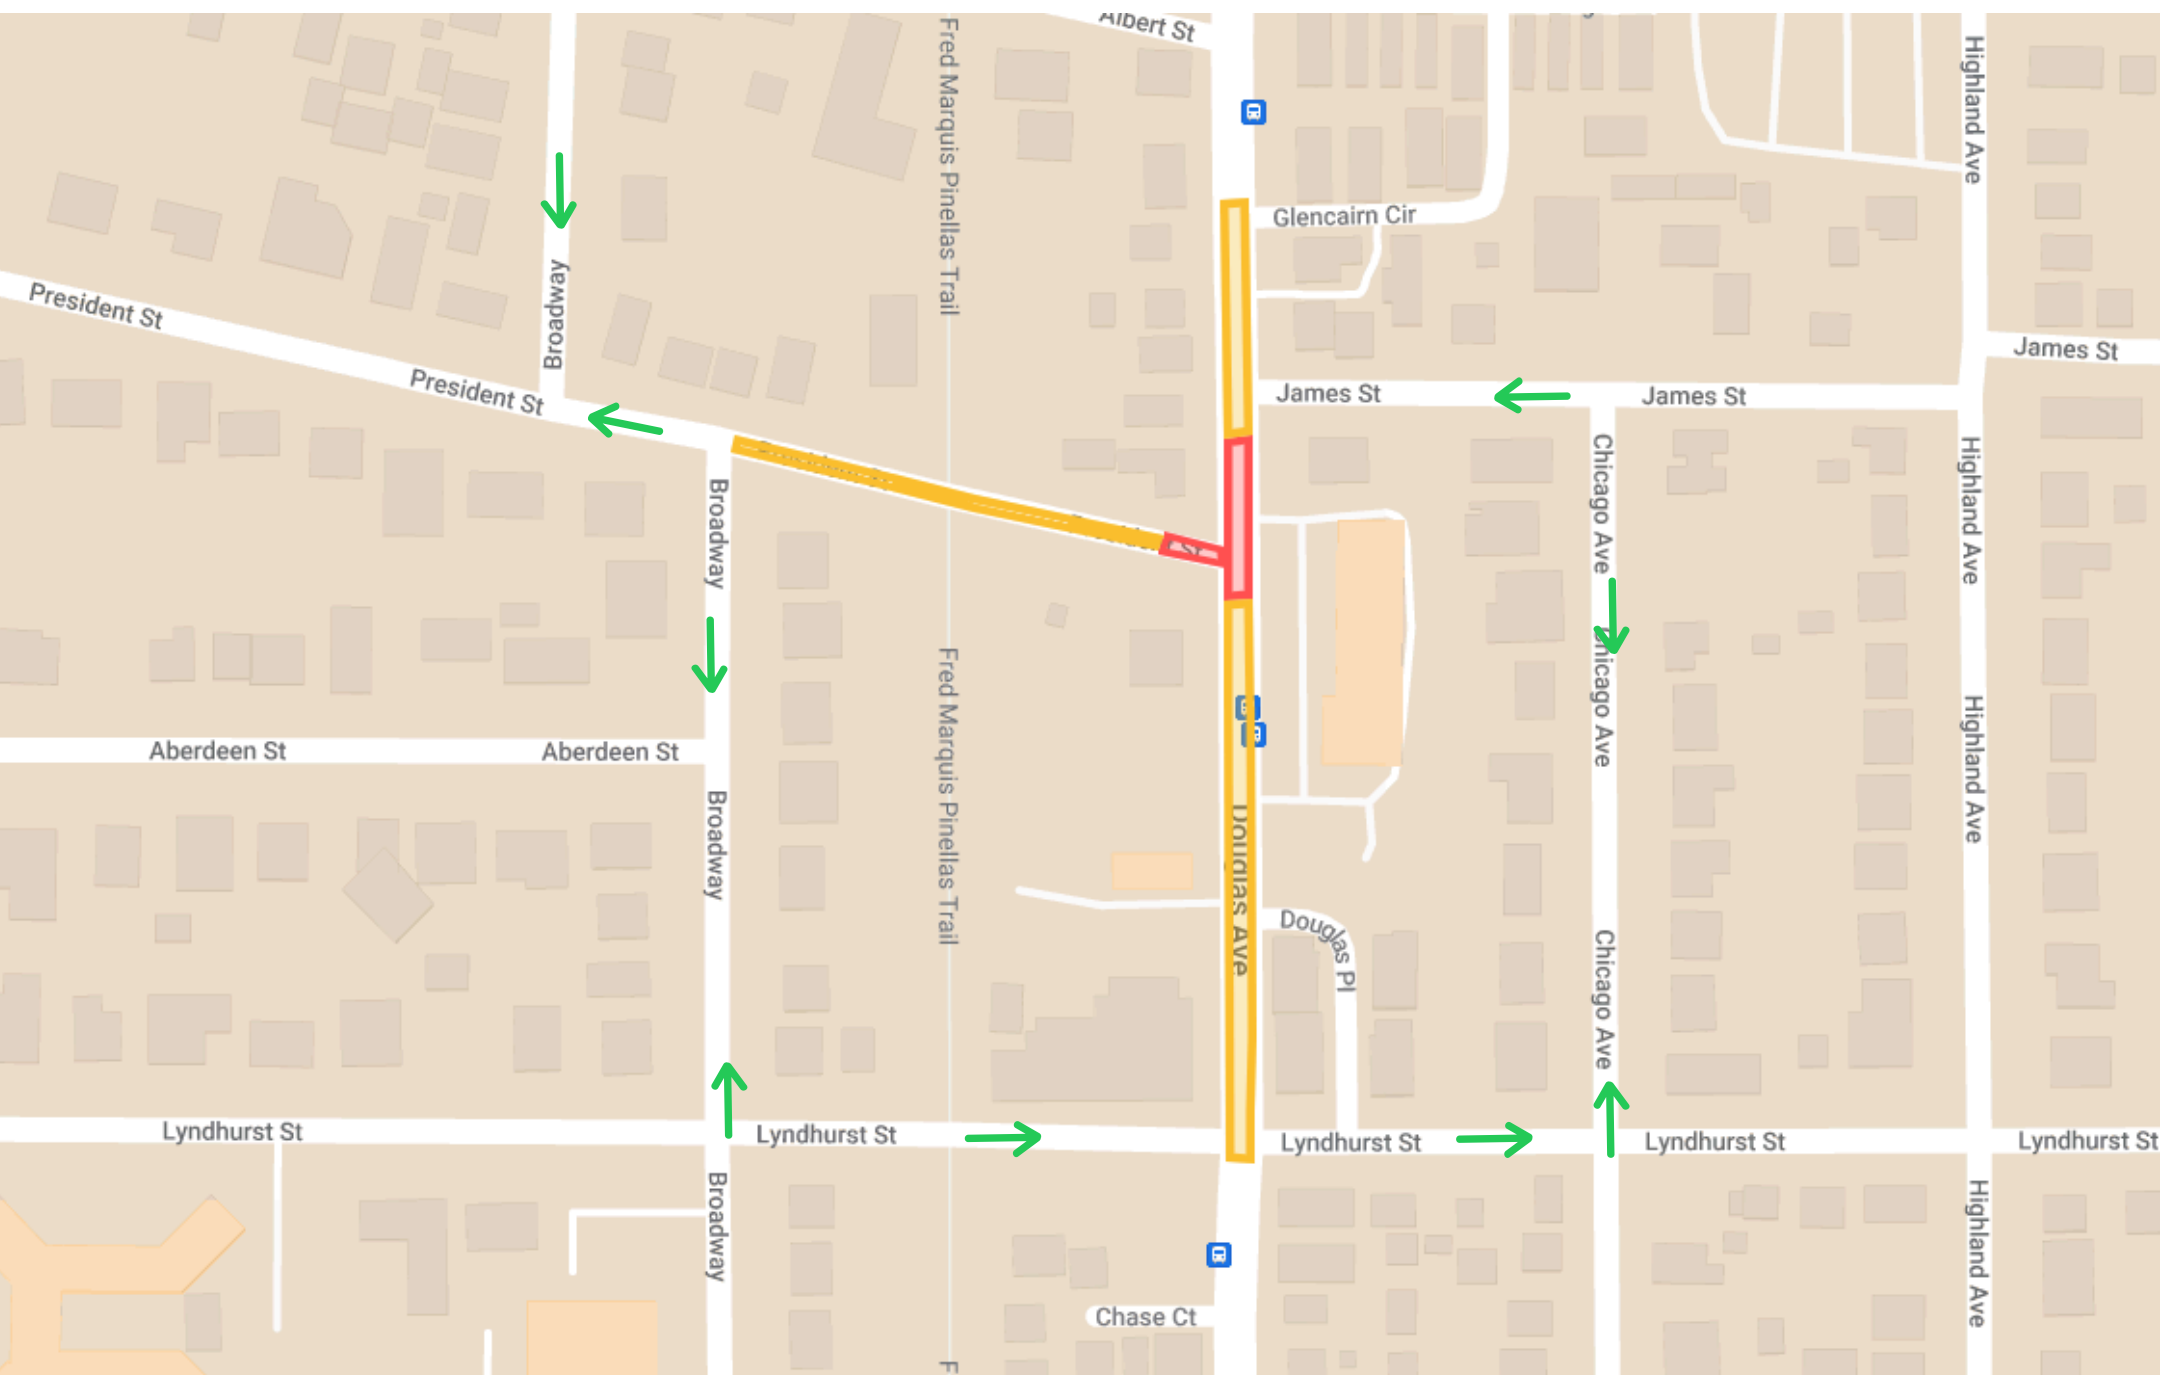 Albert St
Fred Marquis Pinellas Trail
Highland Ave
Glencairn Cir
Broadway
President St
James St
James St
James St
President St
Chicago Ave
Highland Ave
Broadway
St
Chicago Ave
Fred Marquis Pinellas Trail
Highland Ave
Aberdeen St
Aberdeen St
Broadway
Douglas Ave
Douglas Pl
Chicago Ave
Lyndhurst St
Lyndhurst St
Lyndhurst St
Lyndhurst St
Lyndhurst St
Broadway
Highland Ave
Chase Ct
F